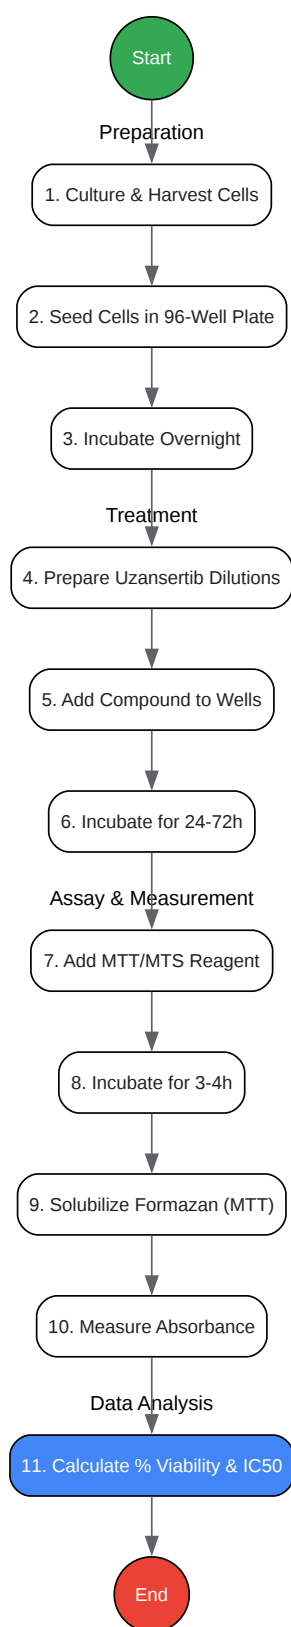 Start
Preparation
1. Culture & Harvest Cells
2. Seed Cells in 96-Well Plate
3. Incubate Overnight
Treatment
4. Prepare Uzansertib Dilutions
5. Add Compound to Wells
6. Incubate for 24-72h
Assay & Measurement
7. Add MTT/MTS Reagent
8. Incubate for 3-4h
9. Solubilize Formazan (MTT)
10. Measure Absorbance
Data Analysis
11. Calculate % Viability & IC50
End